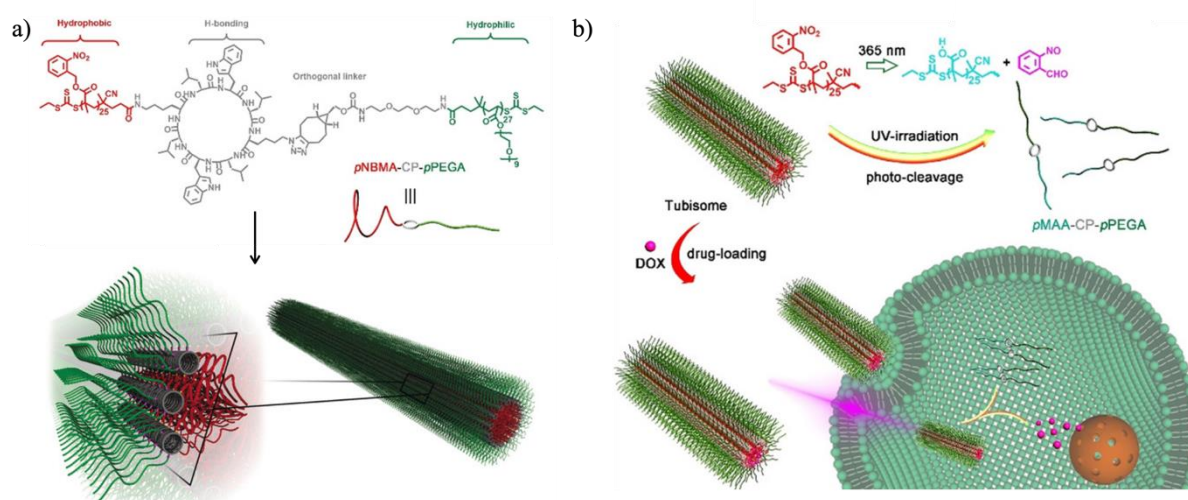 a)
Hydrophobic
H-bonding
Hydrophilic
Orthogonal linker
NO2
CN
25
27
9
pNBMA-CP-pPEGA
b)
NO2
CN
25
365 nm
CN
25
+
NO
CHO
UV-irradiation
photo-cleavage
Tubisome
pMAA-CP-pPEGA
DOX
drug-loading